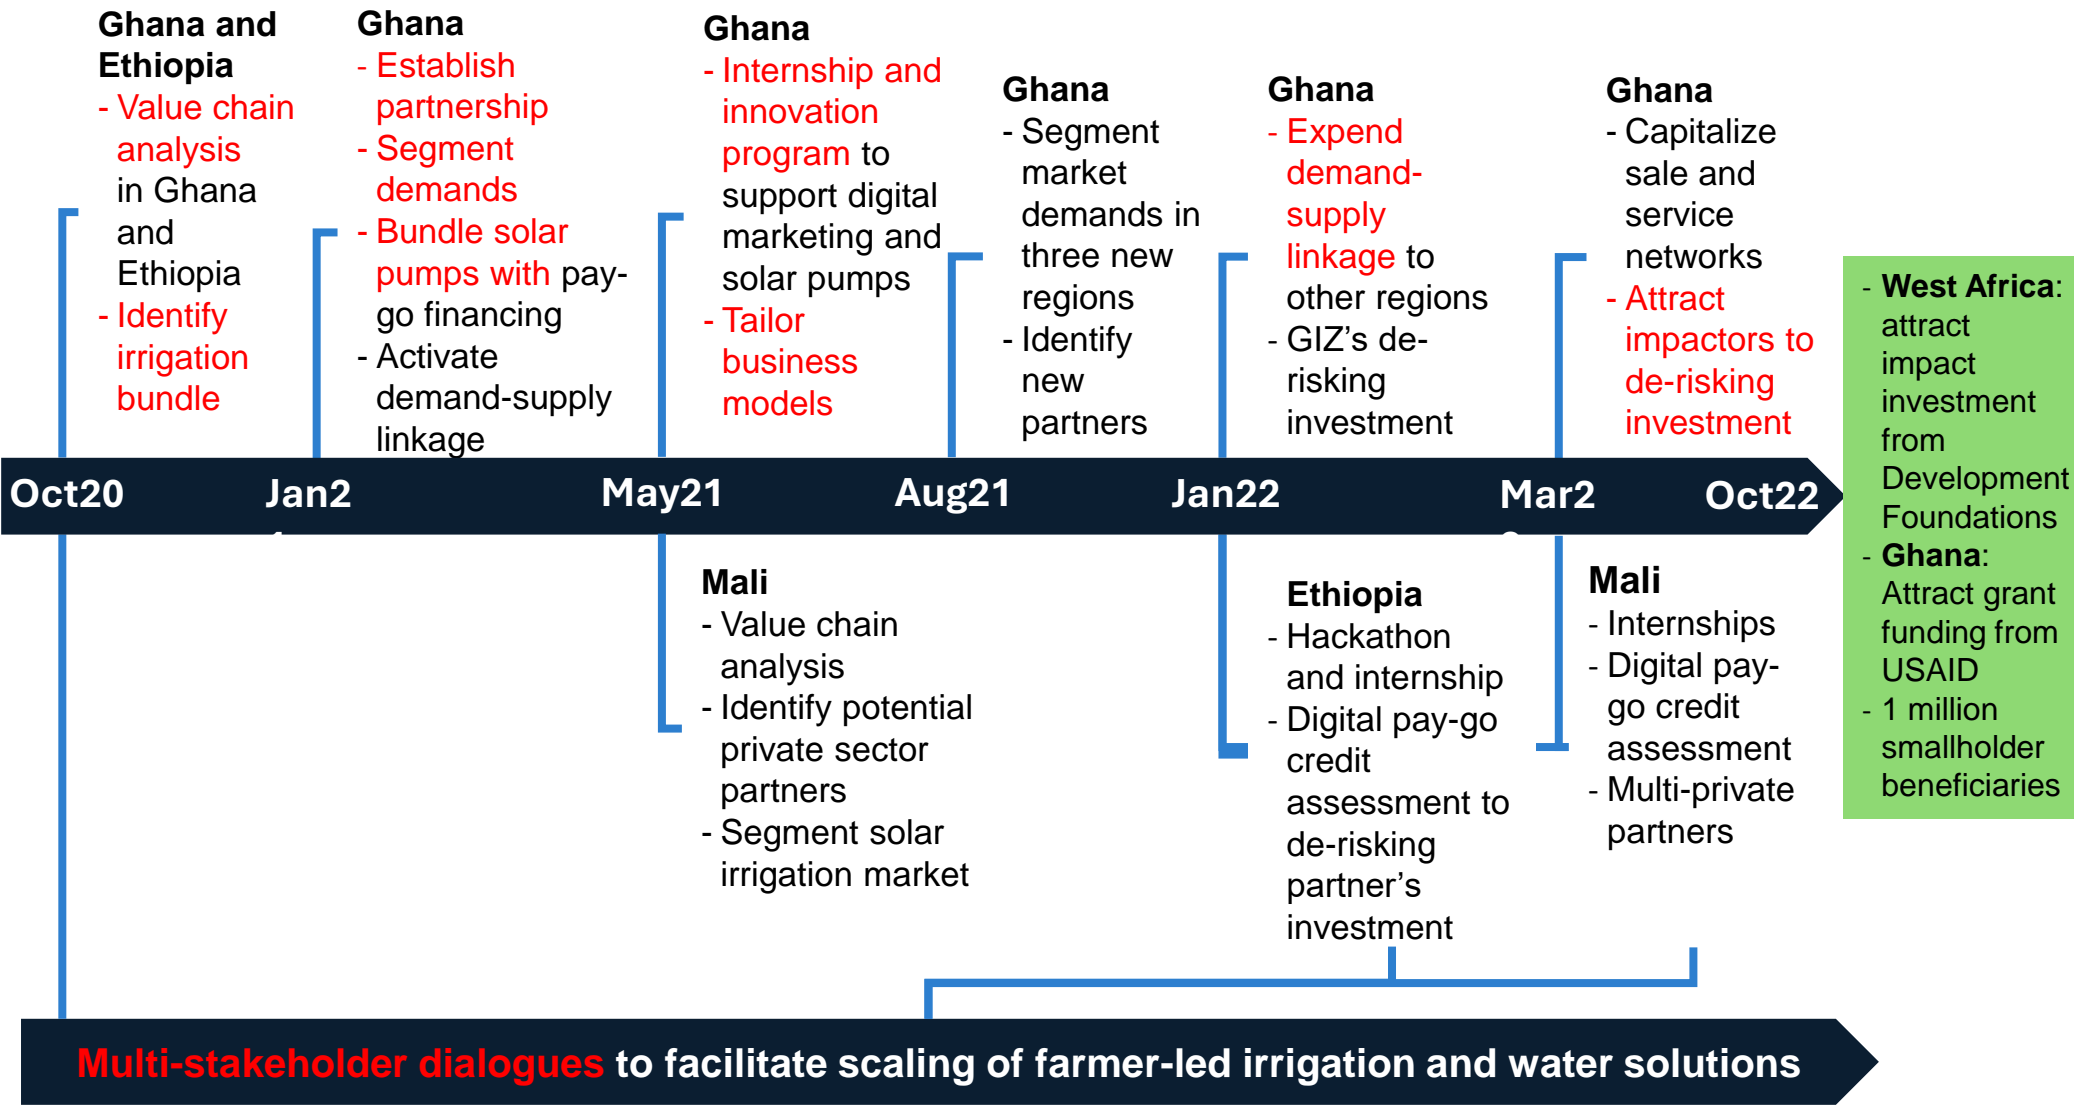 Ghana and
Ethiopia
- Value chain
analysis
in Ghana
and
Ethiopia
- Identify
irrigation
bundle
Ghana
- Establish
partnership
- Segment
demands
- Bundle solar
pumps with pay-
go financing
- Activate
demand-supply
linkage
Ghana
- Internship and
innovation
program to
support digital
marketing and
solar pumps
- Tailor
business
models
Ghana
- Segment
market
demands in
three new
regions
- Identify
new
partners
Ghana
- Expend
demand-
supply
linkage to
other regions
- GIZ's de-
risking
investment
Ghana
- Capitalize
sale and
service
networks
- Attract
impactors to
de-risking
investment
Oct20
Jan2
May21
Aug21
Jan22
Mar2
Oct22
- West Africa:
attract
impact
investment
from
Development
Foundations
- Ghana:
Attract grant
funding from
USAID
- 1 million
smallholder
beneficiaries
Mali
- Value chain
analysis
- Identify potential
private sector
partners
- Segment solar
irrigation market
Ethiopia
- Hackathon
and internship
- Digital pay-go
credit
assessment to
de-risking
partner's
investment
Mali
- Internships
- Digital pay-
go credit
assessment
- Multi-private
partners
Multi-stakeholder dialogues to facilitate scaling of farmer-led irrigation and water solutions